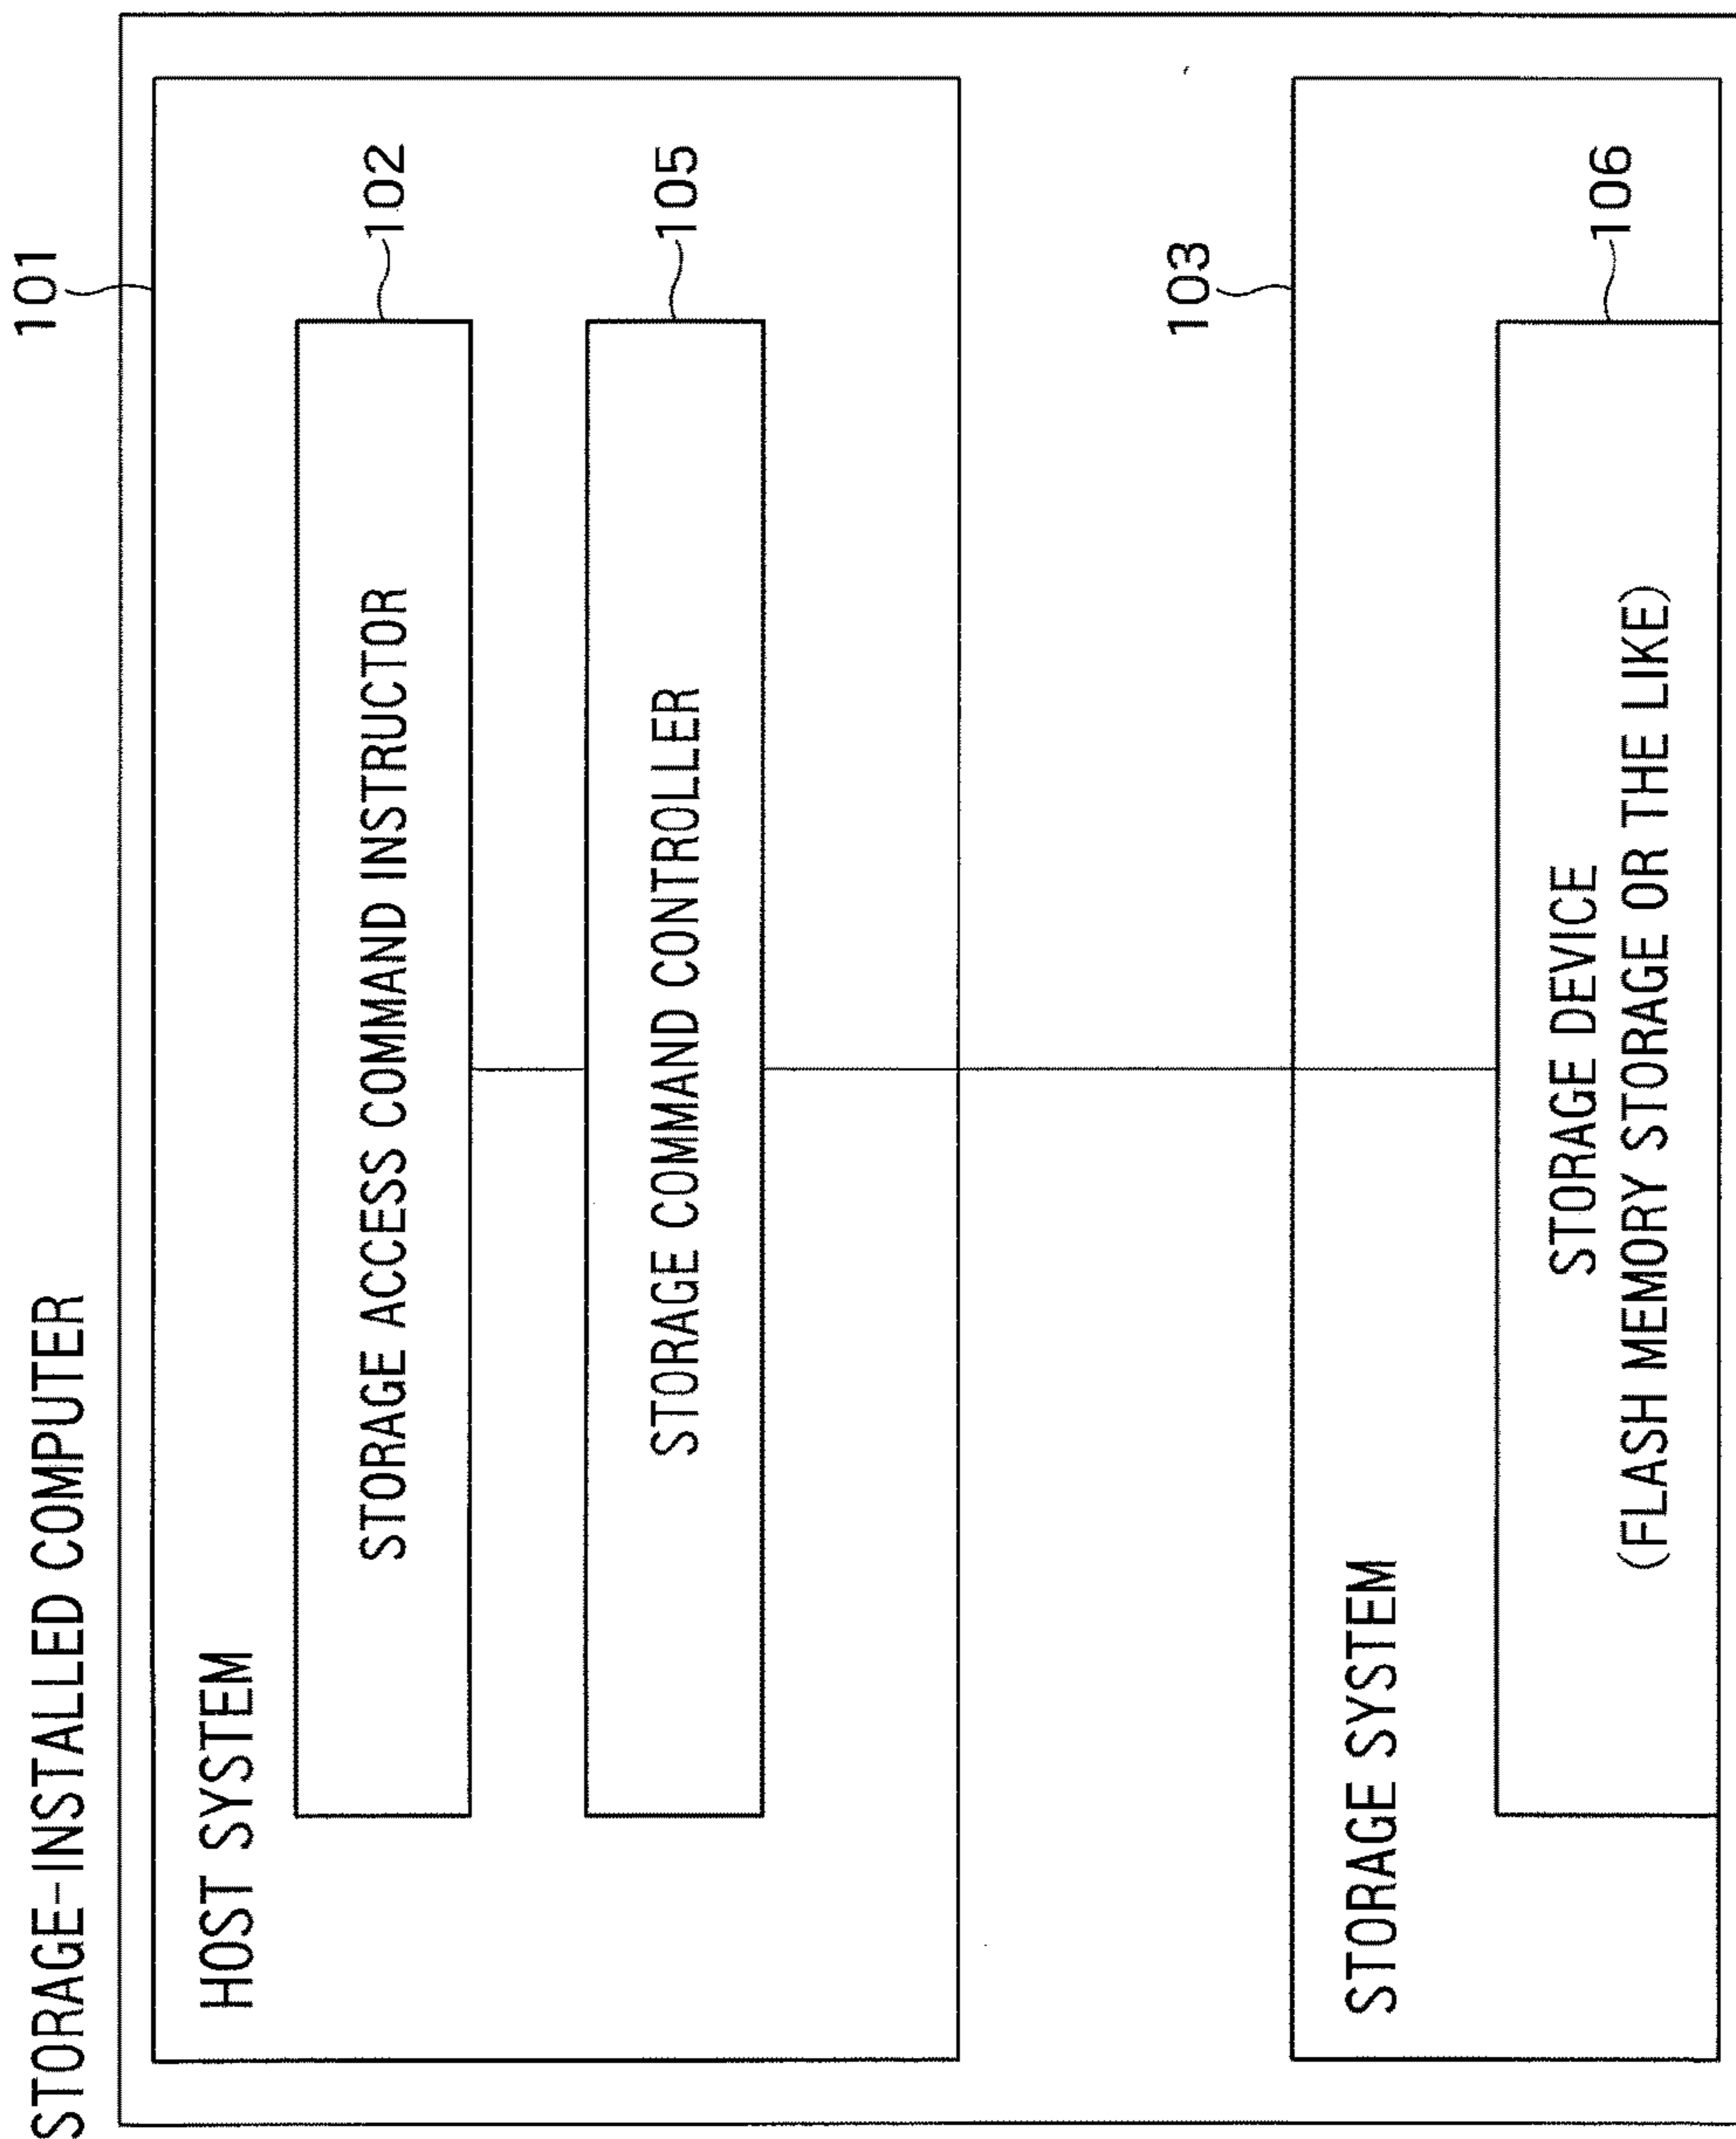 STORAGE-INSTALLED COMPUTER
101
HOST SYSTEM
102
STORAGE ACCESS COMMAND INSTRUCTOR
105
STORAGE COMMAND CONTROLLER
103
STORAGE SYSTEM
106
STORAGE DEVICE
(FLASH MEMORY STORAGE OR THE LIKE)